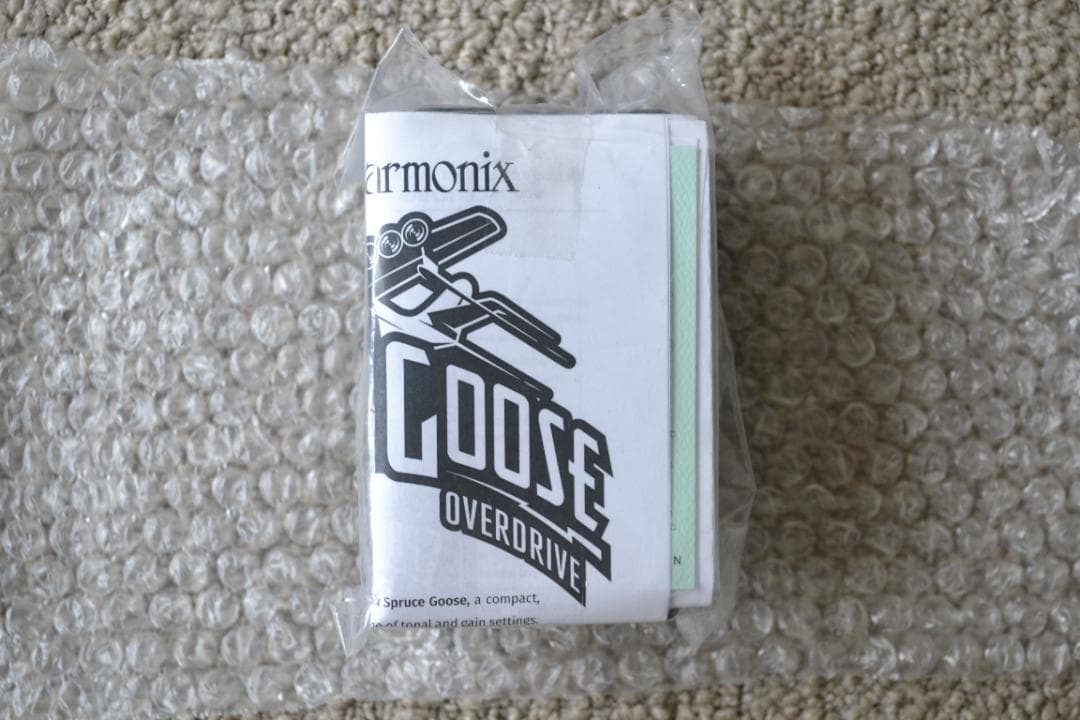 armonix
GOOSE
OVERDRIVE
Spruce Goose, a compact,
of tonal and gain settings.
N